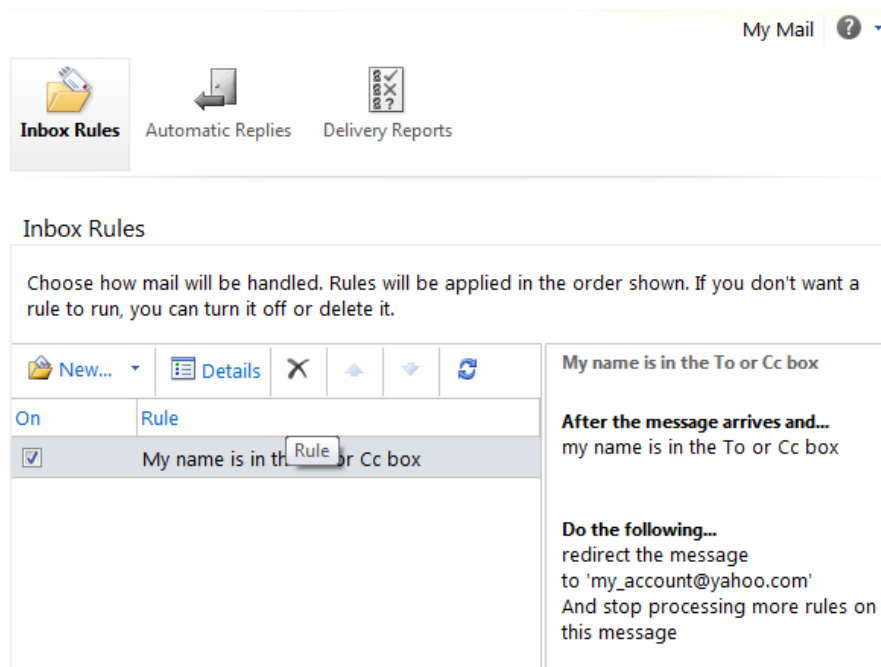 My Mail
Inbox Rules Automatic Replies Delivery Reports
Inbox Rules
Choose how mail will be handled. Rules will be applied in the order shown. If you don't want a
rule to run, you can turn it off or delete it.
New... Details
On Rule
My name is in th Rule or Cc box
My name is in the To or Cc box
After the message arrives and...
my name is in the To or Cc box
Do the following...
redirect the message
to 'my_account@yahoo.com'
And stop processing more rules on
this message